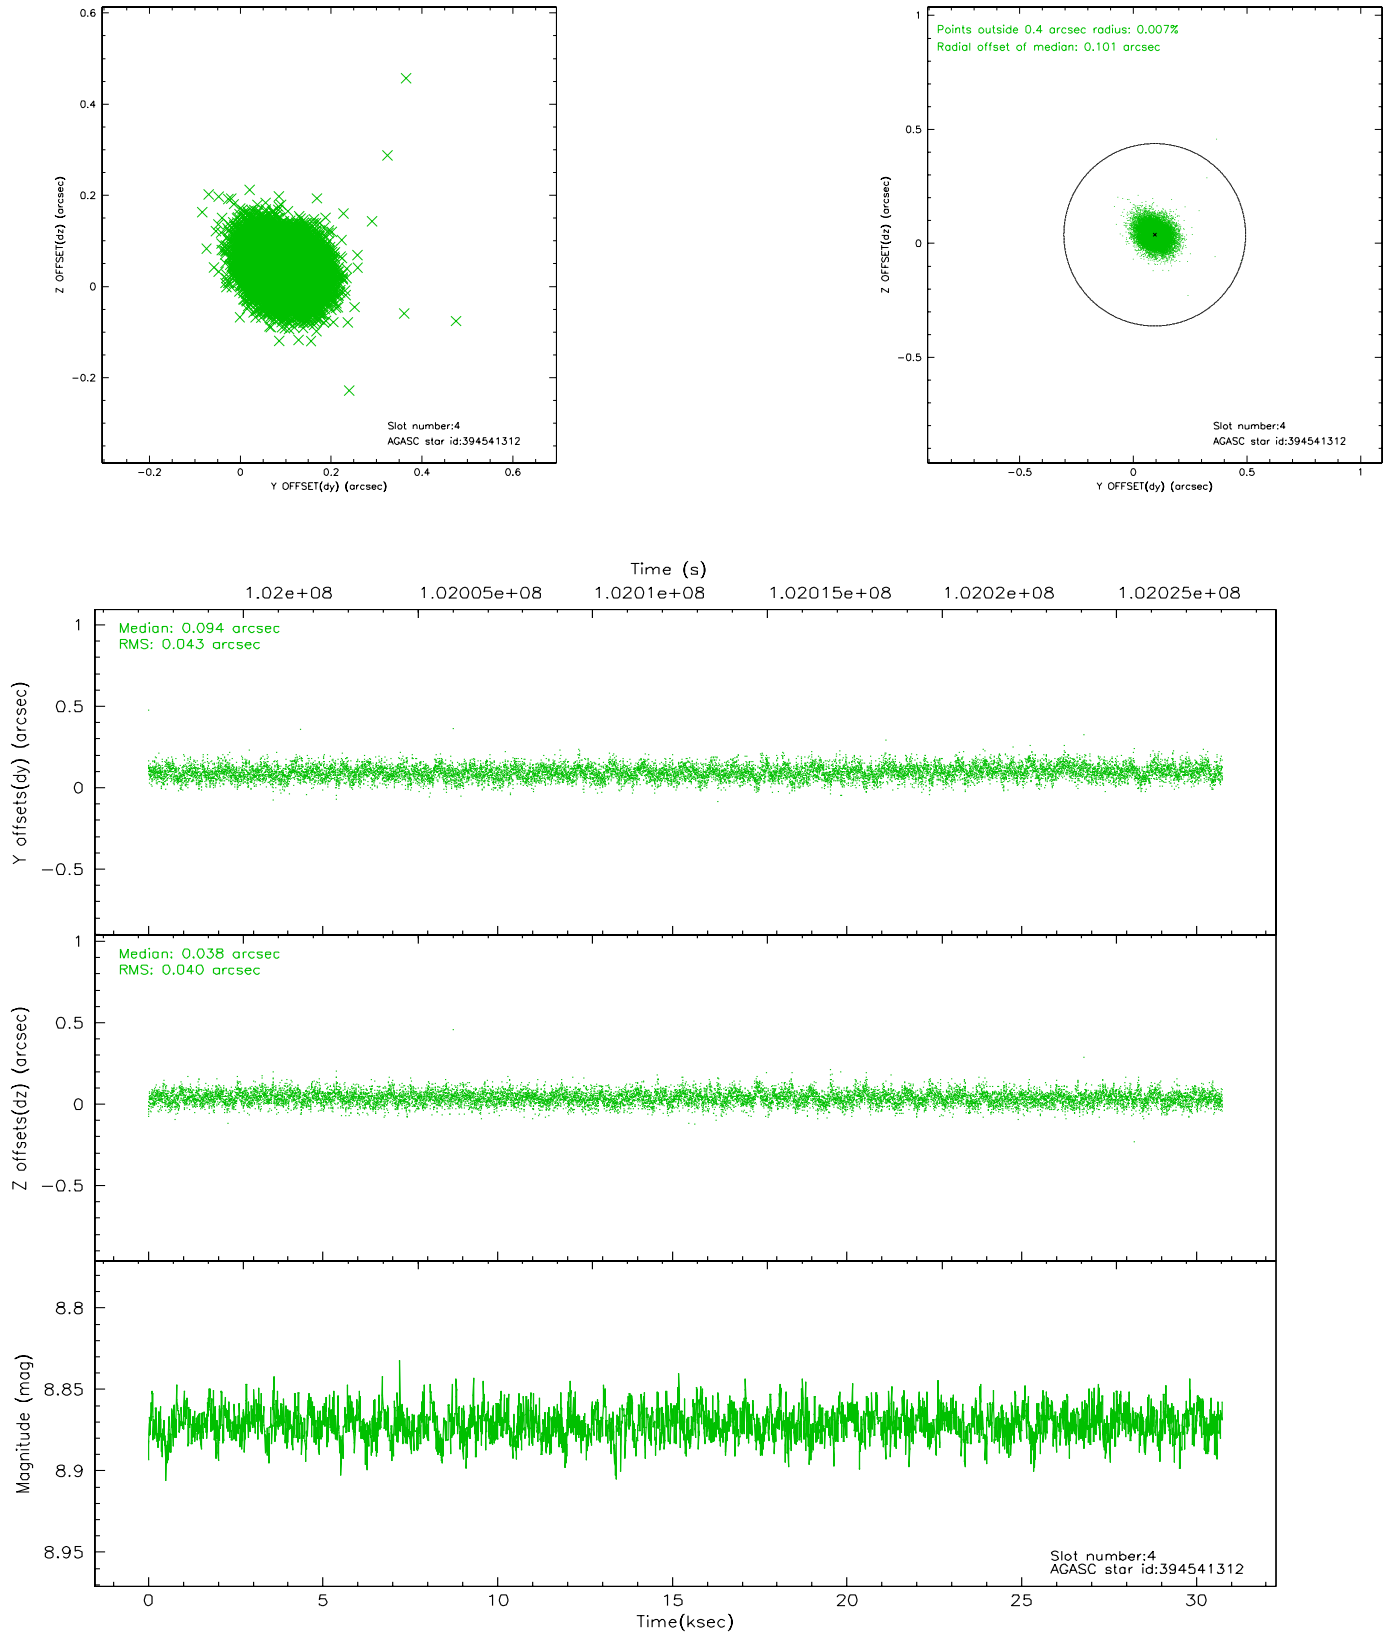 0.6
0.4
0.2
0
−0.2
Z OFFSET(dz) (arcsec)
Slot number:4
AGASC star id:394541312
−0.2 0 0.2 0.4 0.6
Y OFFSET(dy) (arcsec)
Points outside 0.4 arcsec radius: 0.007%
Radial offset of median: 0.101 arcsec
1
0.5
0
−0.5
Z OFFSET(dz) (arcsec)
Slot number:4
AGASC star id:394541312
−0.5 0 0.5 1
Y OFFSET(dy) (arcsec)
Time (s)
1.02e+08 1.02005e+08 1.0201e+08 1.02015e+08 1.0202e+08 1.02025e+08
Median: 0.094 arcsec
RMS: 0.043 arcsec
1
0.5
0
−0.5
Y offsets(dy) (arcsec)
Median: 0.038 arcsec
RMS: 0.040 arcsec
1
0.5
0
−0.5
Z offsets(dz) (arcsec)
8.8
8.85
8.9
8.95
Magnitude (mag)
Slot number:4
AGASC star id:394541312
0 5 10 15 20 25 30
Time(ksec)